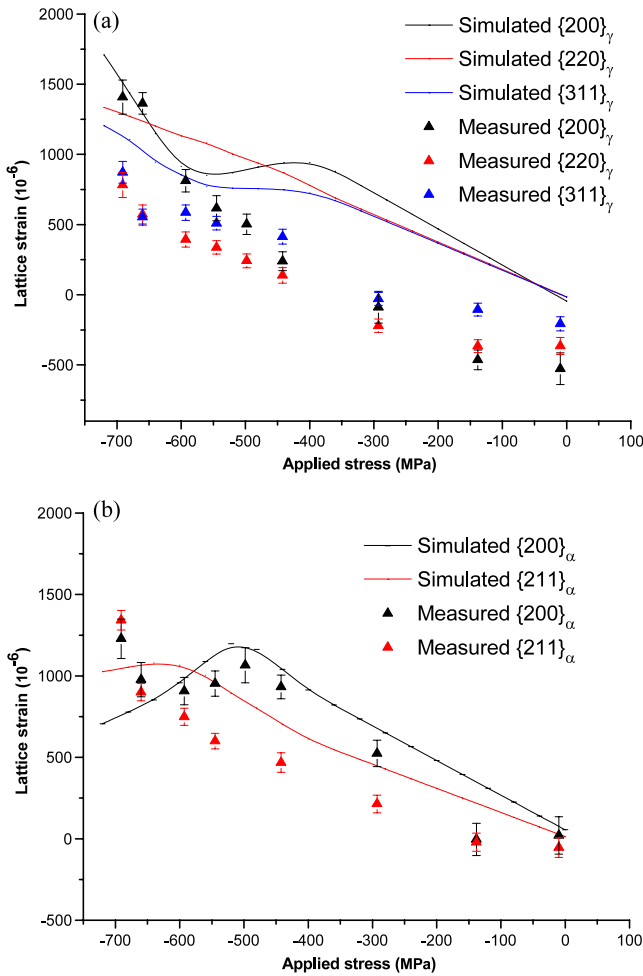 (a)
Simulated {200}γ
Simulated {220}γ
Simulated {311}γ
Measured {200}γ
Measured {220}γ
Measured {311}γ
2000
1500
1000
500
0
-500
Lattice strain (10⁻⁶)
-700 -600 -500 -400 -300 -200 -100 0 100
Applied stress (MPa)
(b)
Simulated {200}α
Simulated {211}α
Measured {200}α
Measured {211}α
2000
1500
1000
500
0
-500
Lattice strain (10⁻⁶)
-700 -600 -500 -400 -300 -200 -100 0 100
Applied stress (MPa)